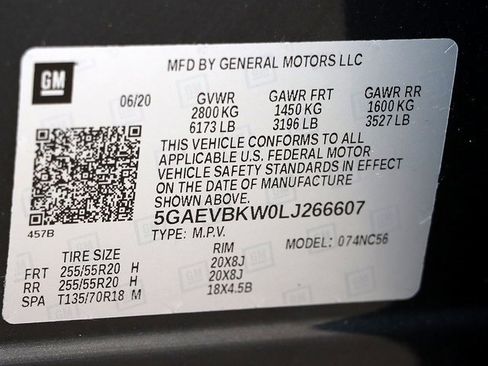 GM
MFD BY GENERAL MOTORS LLC
06/20 GVWR GAWR FRT GAWR RR
2800 KG 1450 KG 1600 KG
6173 LB 3196 LB 3527 LB
THIS VEHICLE CONFORMS TO ALL
APPLICABLE U.S. FEDERAL MOTOR
VEHICLE SAFETY STANDARDS IN EFFECT
ON THE DATE OF MANUFACTURE
SHOWN ABOVE.
457B
5GAEVBKW0LJ266607
TYPE: M.P.V. MODEL: 074NC56
TIRE SIZE RIM
FRT 255/55R20 H 20X8J
RR 255/55R20 H 20X8J
SPA T135/70R18 M 18X4.5B